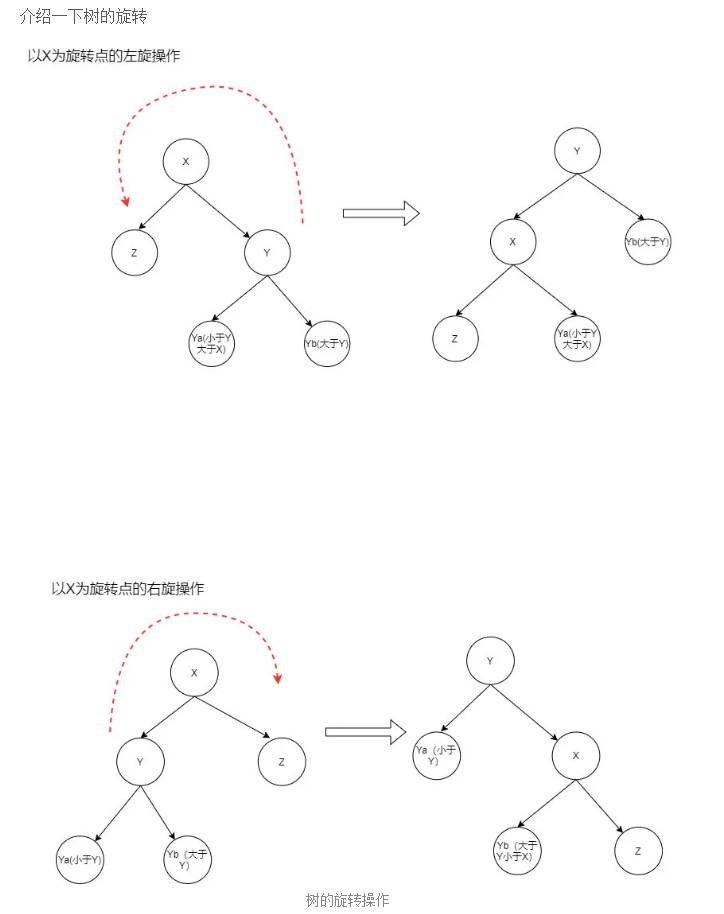 介绍一下树的旋转
以X为旋转点的左旋操作
X
Y
Z
Y
X
Yb(大于Y)
Ya(小于Y
大于X)
Yb(大于Y)
Z
Ya(小于Y
大于X)
以X为旋转点的右旋操作
X
Y
Y
Z
Ya（小于
Y）
X
Ya(小于Y)
Yb（大于
Y）
Yb（大于
Y小于X）
Z
树的旋转操作